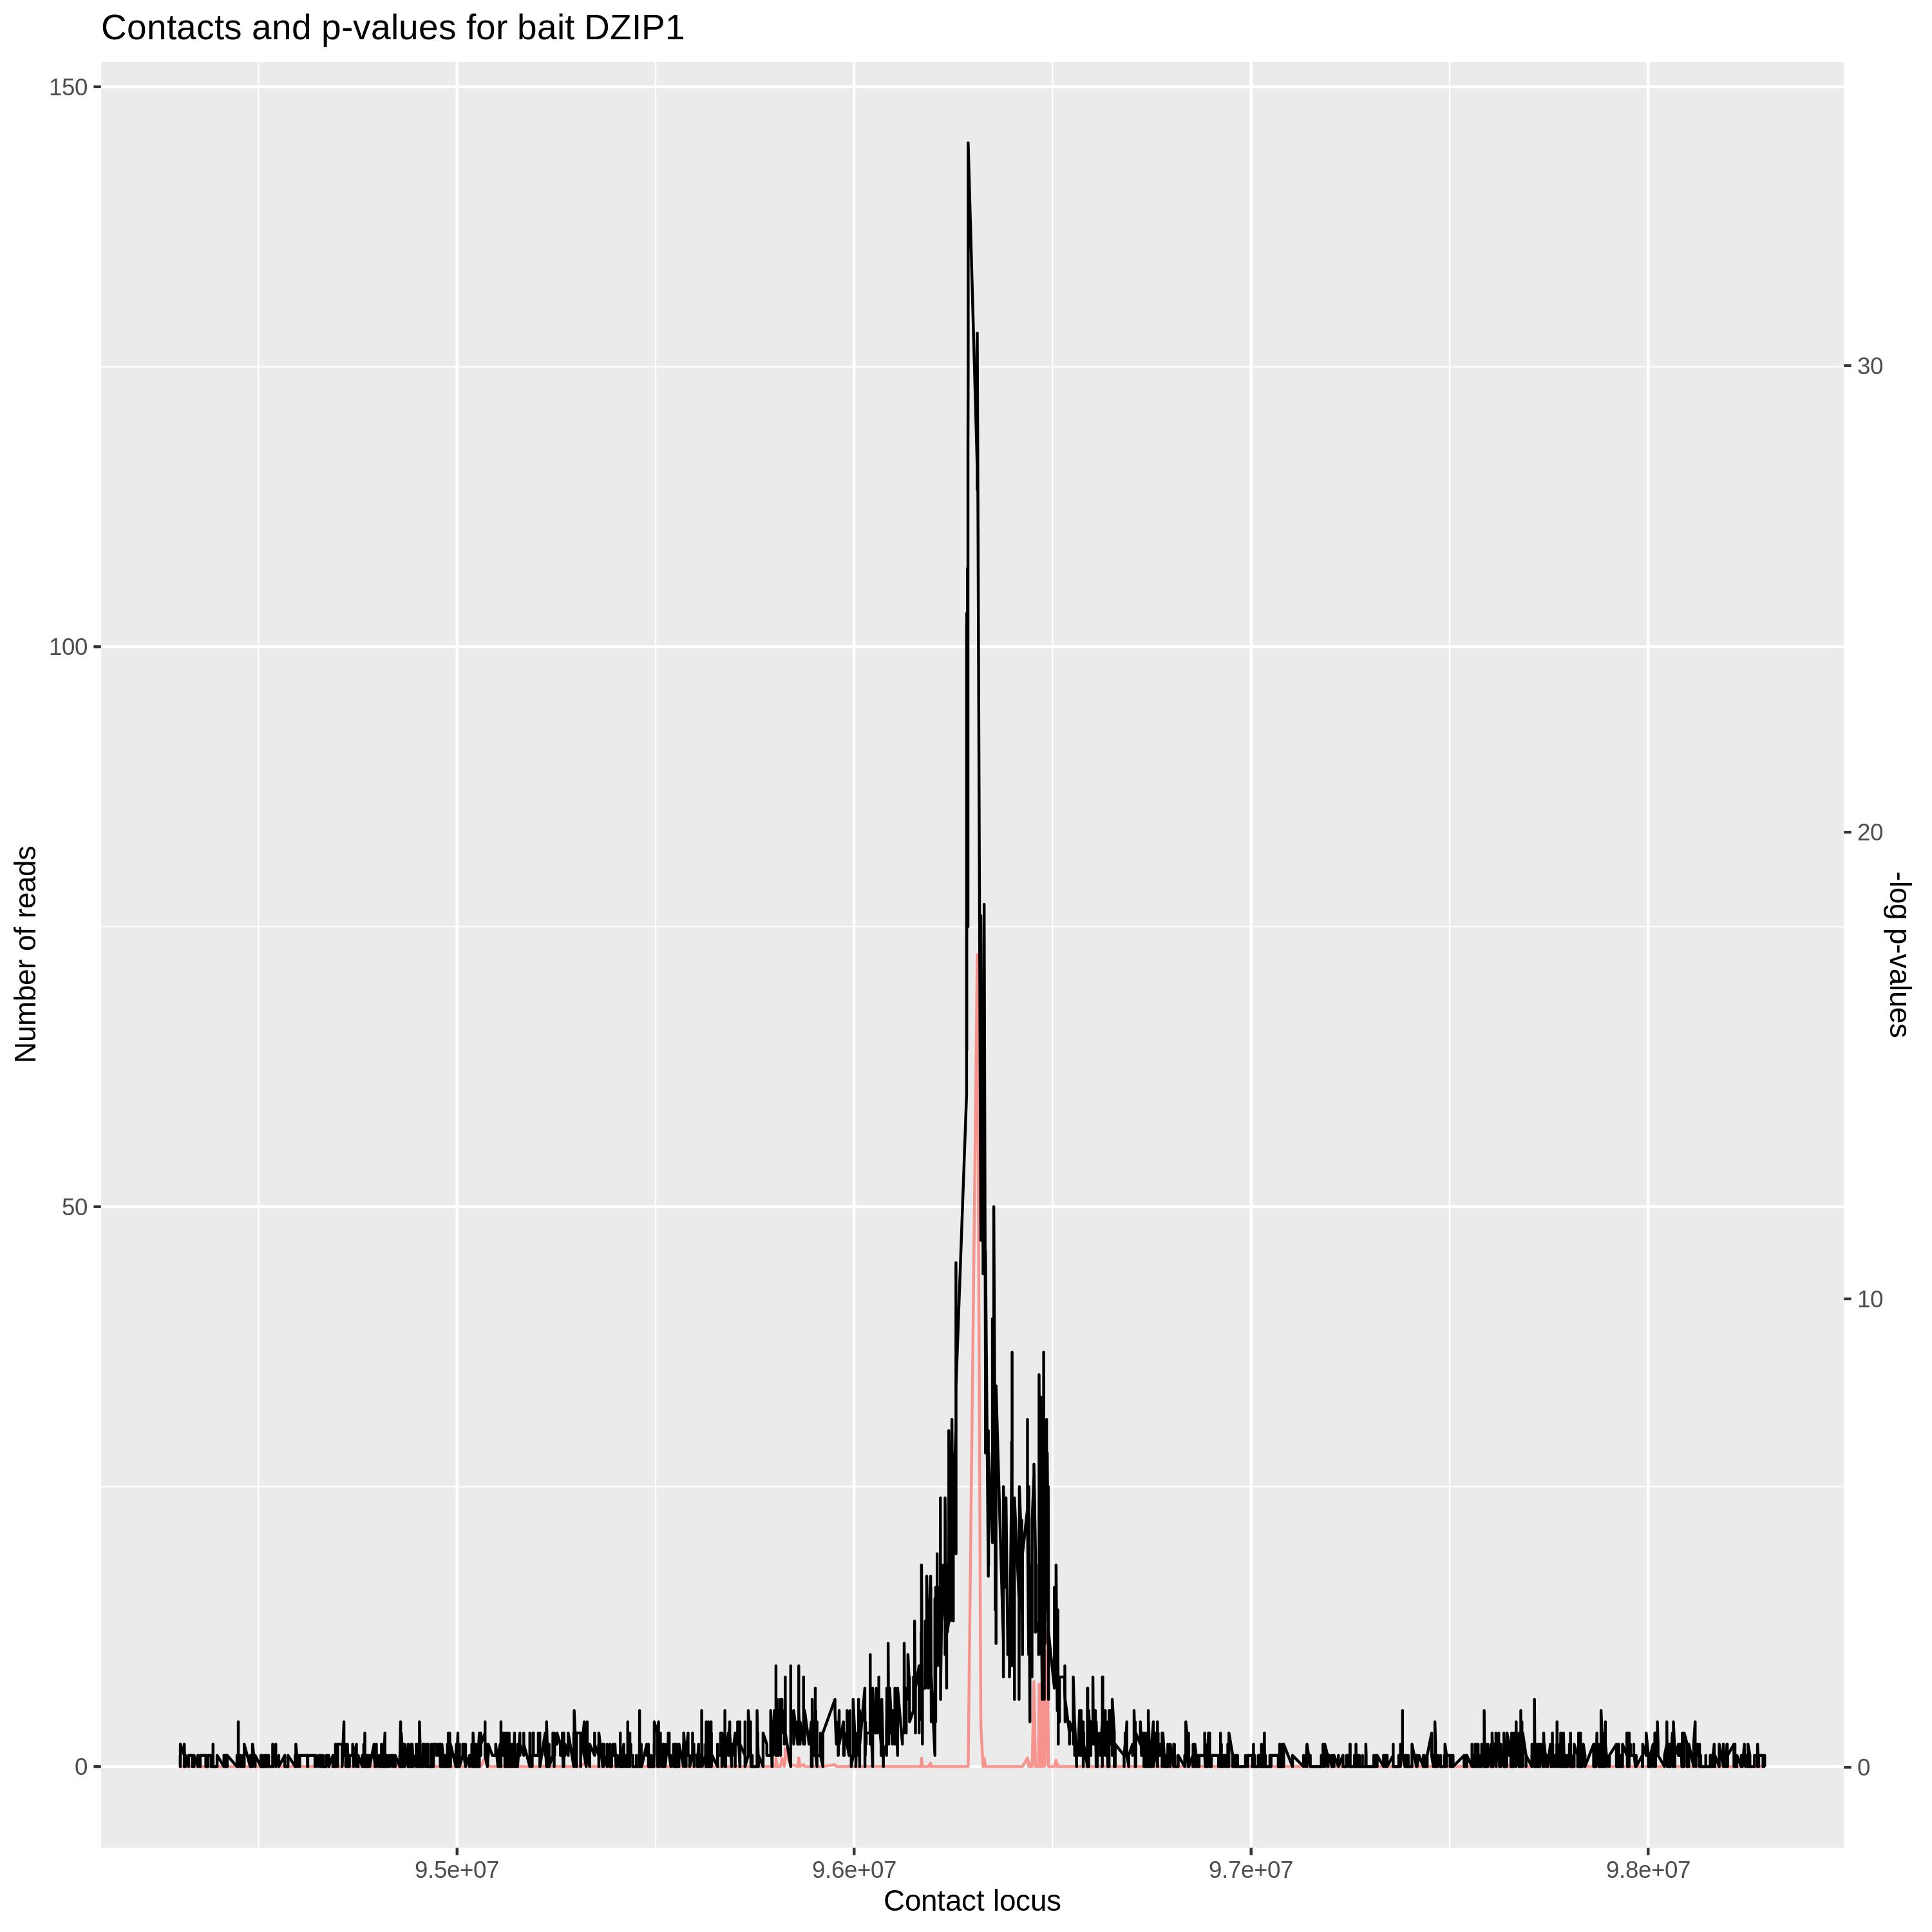 Contacts and p-values for bait DZIP1
150
100
50
0
Number of reads
30
20
10
0
-log p-values
9.5e+07 9.6e+07 9.7e+07 9.8e+07
Contact locus